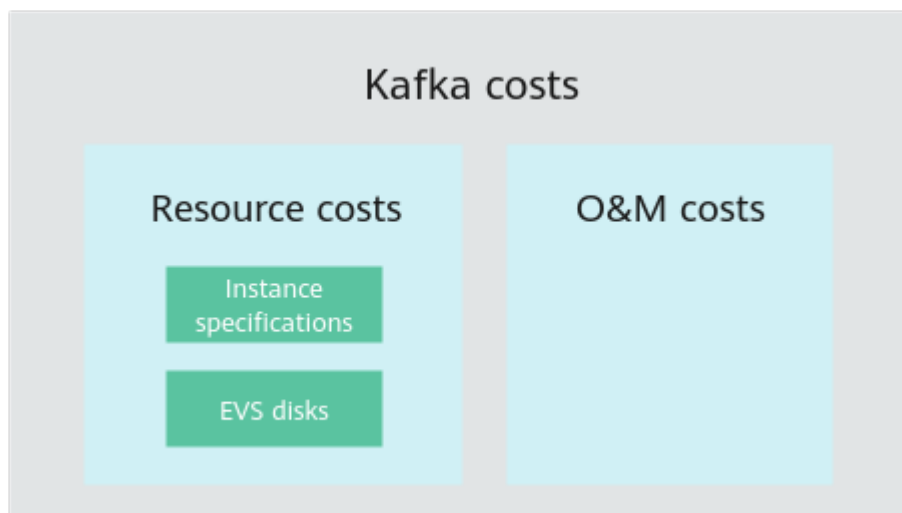 Kafka costs
Resource costs
Instance
specifications
EVS disks
O&M costs